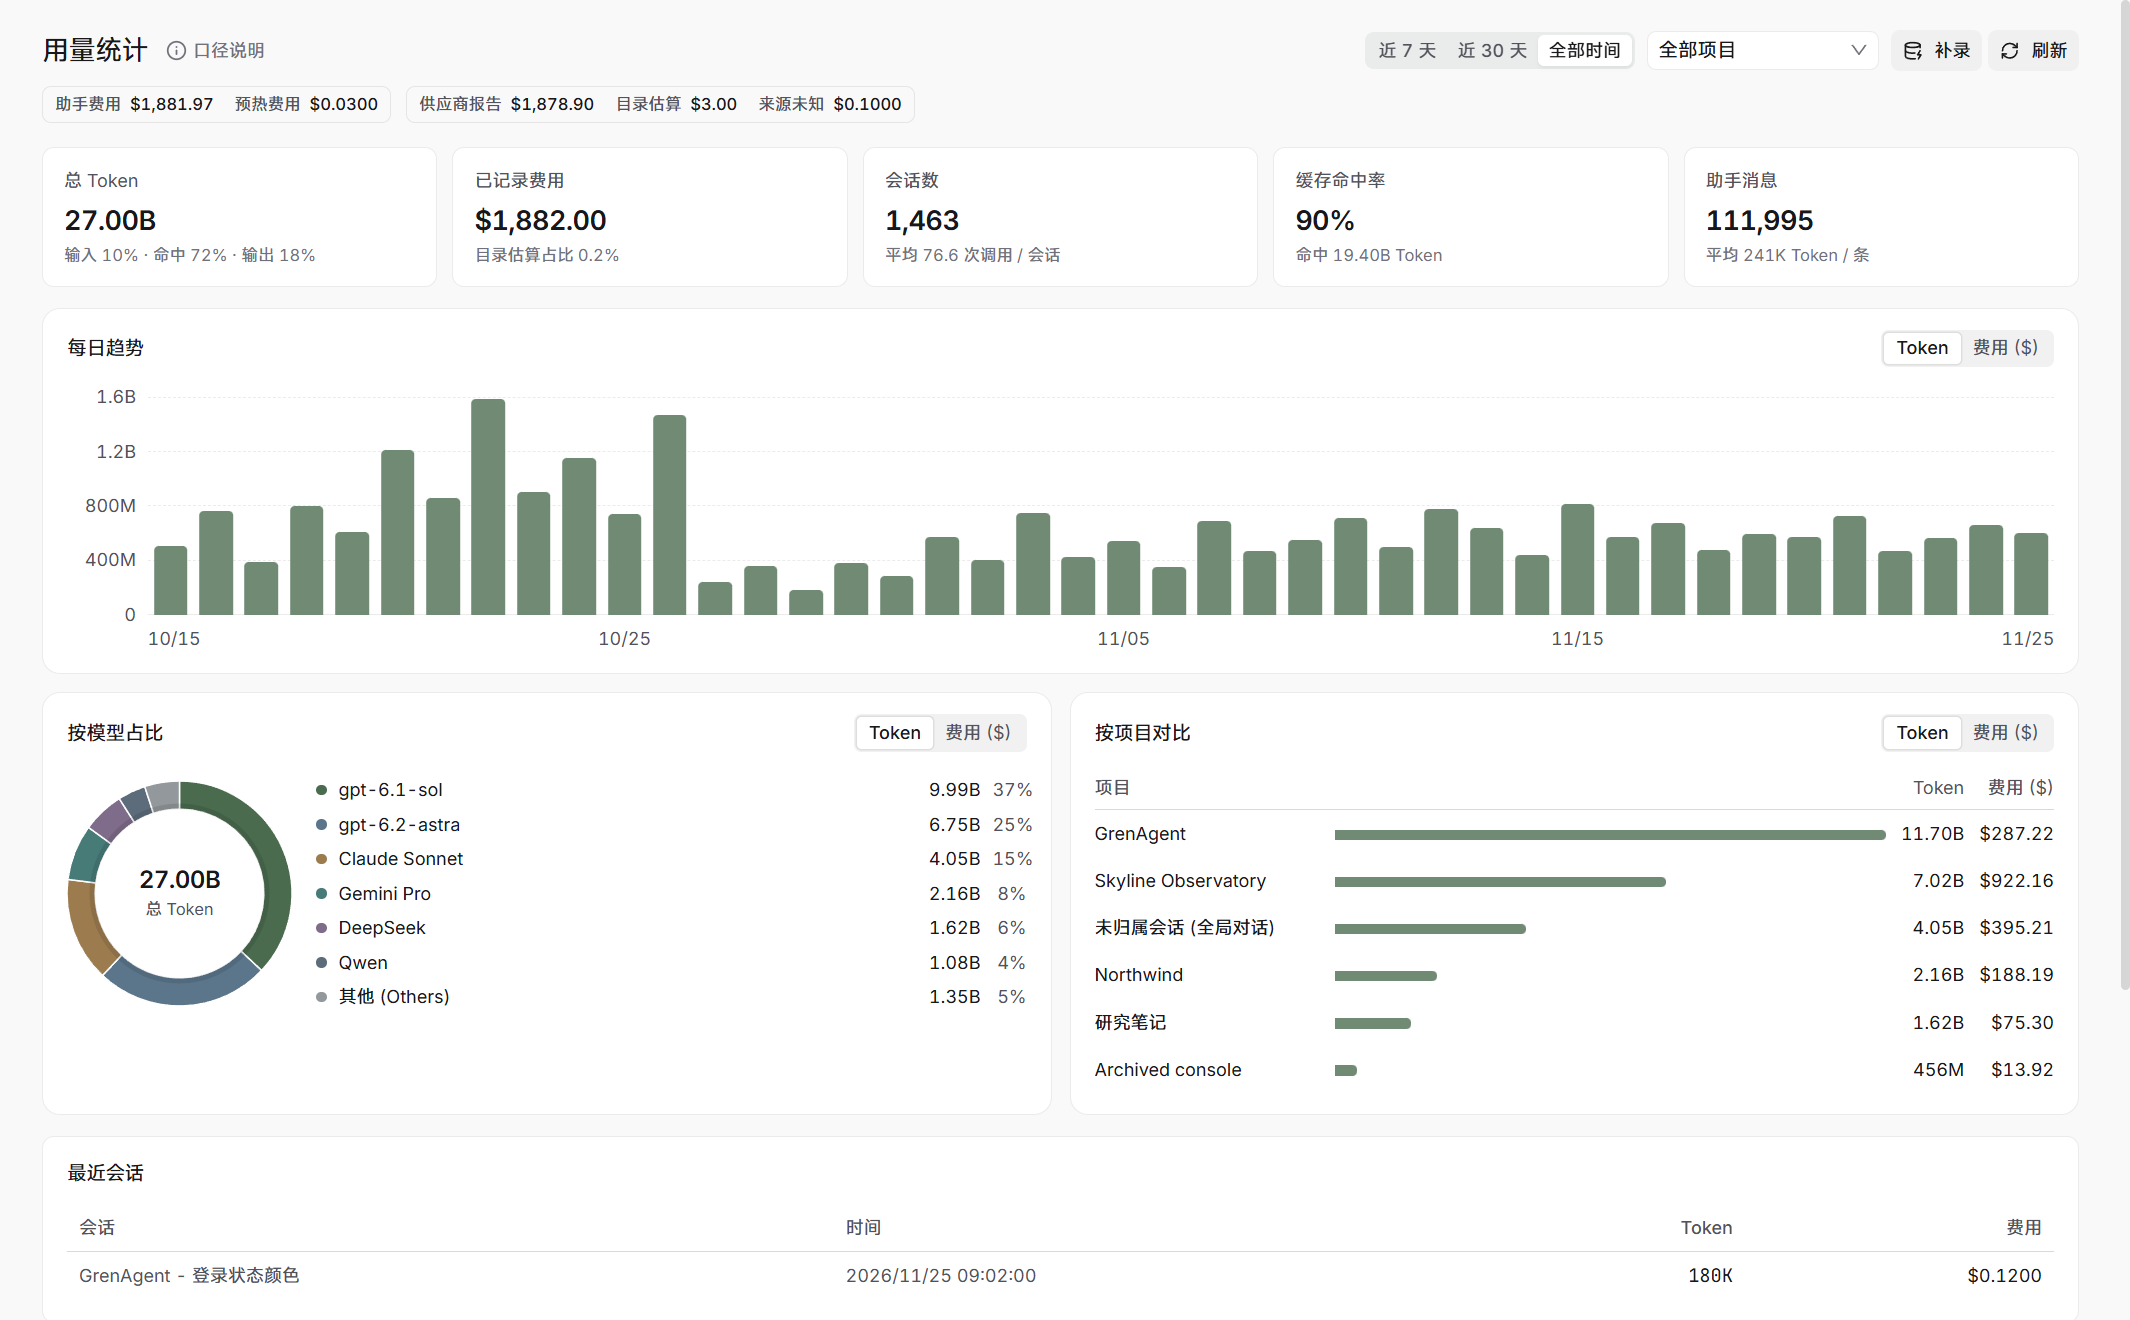 用量统计 口径说明 近 7 天 近 30 天 全部时间 全部项目 补录 刷新
助手费用 $1,881.97 预热费用 $0.0300 供应商报告 $1,878.90 目录估算 $3.00 来源未知 $0.1000
总 Token
27.00B
输入 10% · 命中 72% · 输出 18%
已记录费用
$1,882.00
目录估算占比 0.2%
会话数
1,463
平均 76.6 次调用 / 会话
缓存命中率
90%
命中 19.40B Token
助手消息
111,995
平均 241K Token / 条
每日趋势 Token 费用 ($)
1.6B
1.2B
800M
400M
0
10/15 10/25 11/05 11/15 11/25
按模型占比 Token 费用 ($)
27.00B
总 Token
gpt-6.1-sol 9.99B 37%
gpt-6.2-astra 6.75B 25%
Claude Sonnet 4.05B 15%
Gemini Pro 2.16B 8%
DeepSeek 1.62B 6%
Qwen 1.08B 4%
其他 (Others) 1.35B 5%
按项目对比 Token 费用 ($)
项目 Token 费用 ($)
GrenAgent 11.70B $287.22
Skyline Observatory 7.02B $922.16
未归属会话 (全局对话) 4.05B $395.21
Northwind 2.16B $188.19
研究笔记 1.62B $75.30
Archived console 456M $13.92
最近会话
会话 时间 Token 费用
GrenAgent - 登录状态颜色 2026/11/25 09:02:00 180K $0.1200